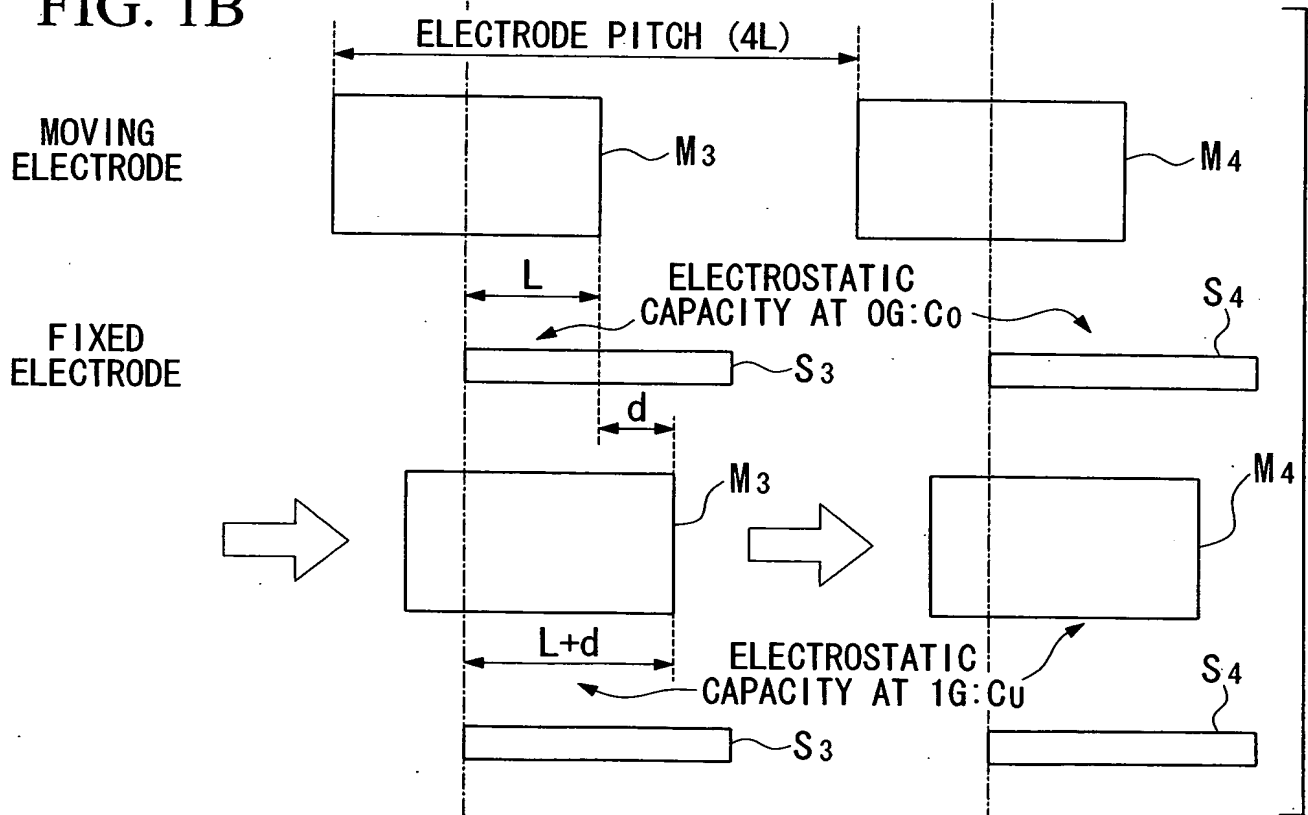 FIG. 1B
ELECTRODE PITCH (4L)
MOVING
ELECTRODE
M3
M4
L
ELECTROSTATIC
CAPACITY AT 0G:C0
S4
FIXED
ELECTRODE
S3
d
M3
M4
L+d
ELECTROSTATIC
CAPACITY AT 1G:CU
S4
S3